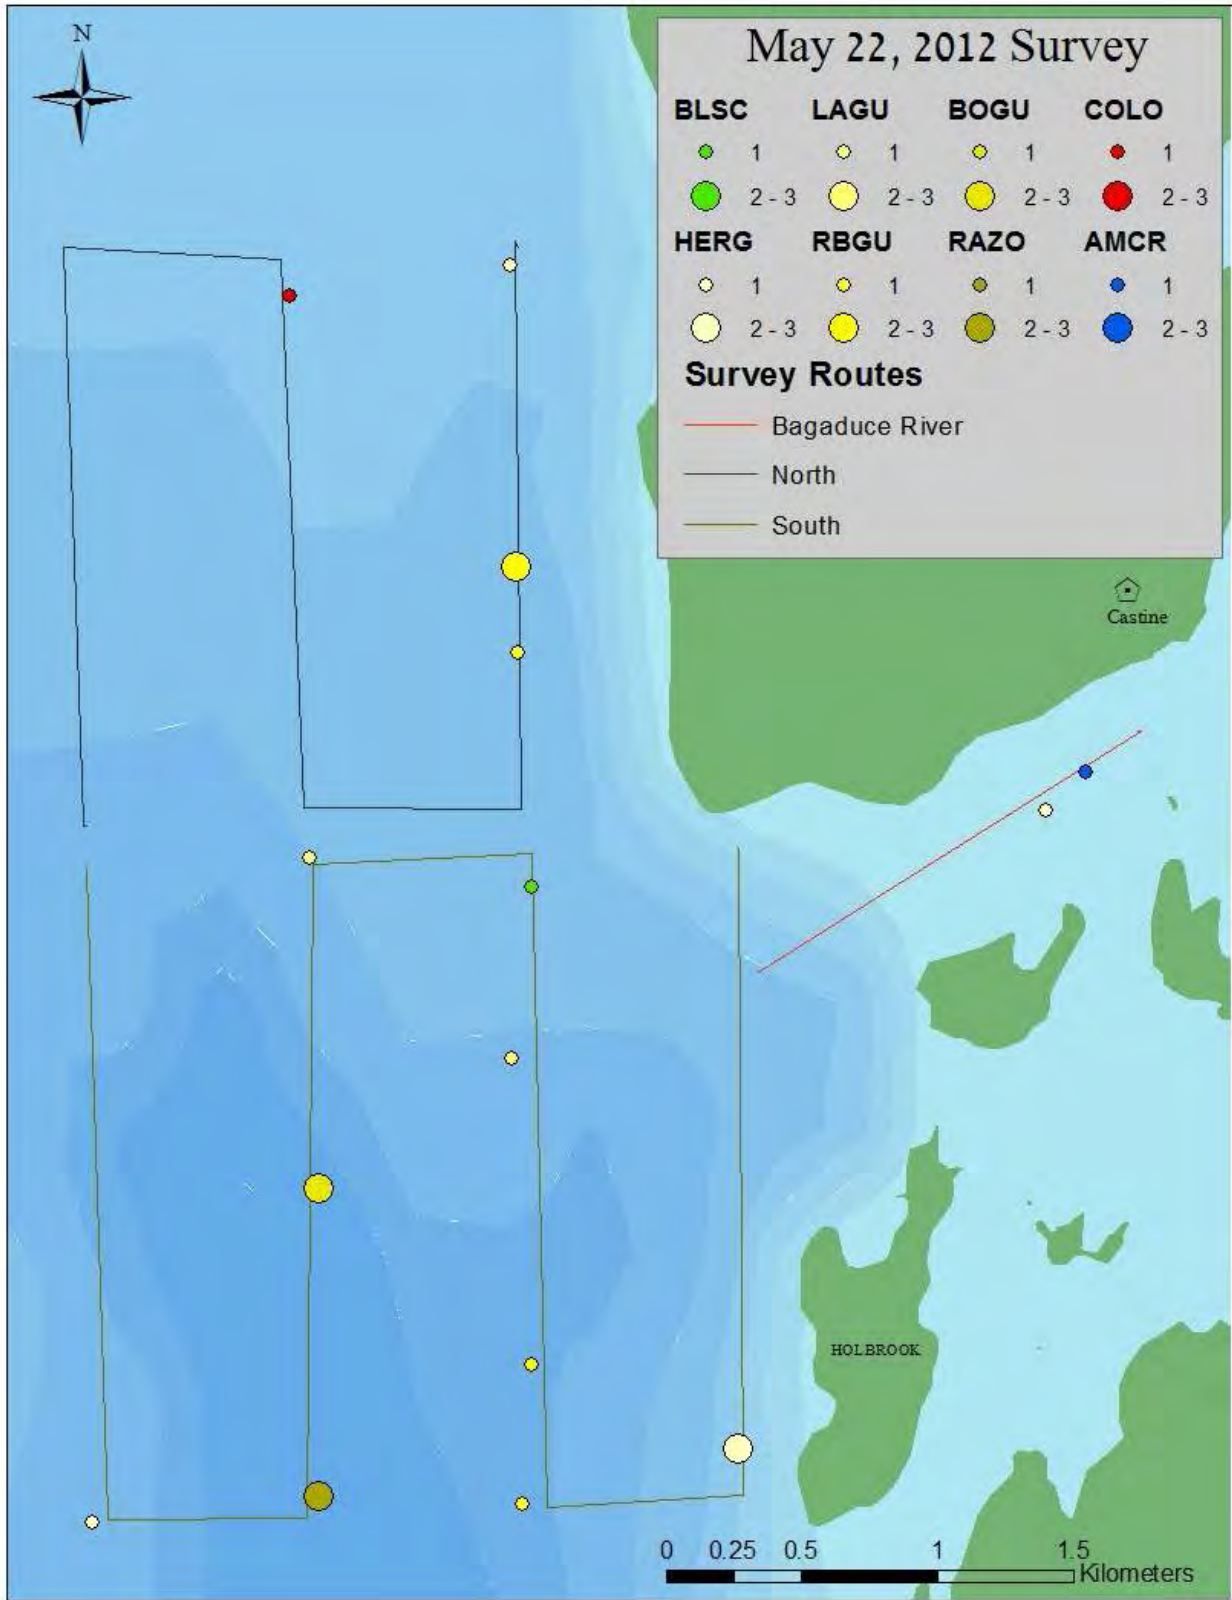 N
May 22, 2012 Survey
BLSC LAGU BOGU COLO
1 1 1 1
2 - 3 2 - 3 2 - 3 2 - 3
HERG RBGU RAZO AMCR
1 1 1 1
2 - 3 2 - 3 2 - 3 2 - 3
Survey Routes
Bagaduce River
North
South
Castine
HOLBROOK
0 0.25 0.5 1 1.5
Kilometers